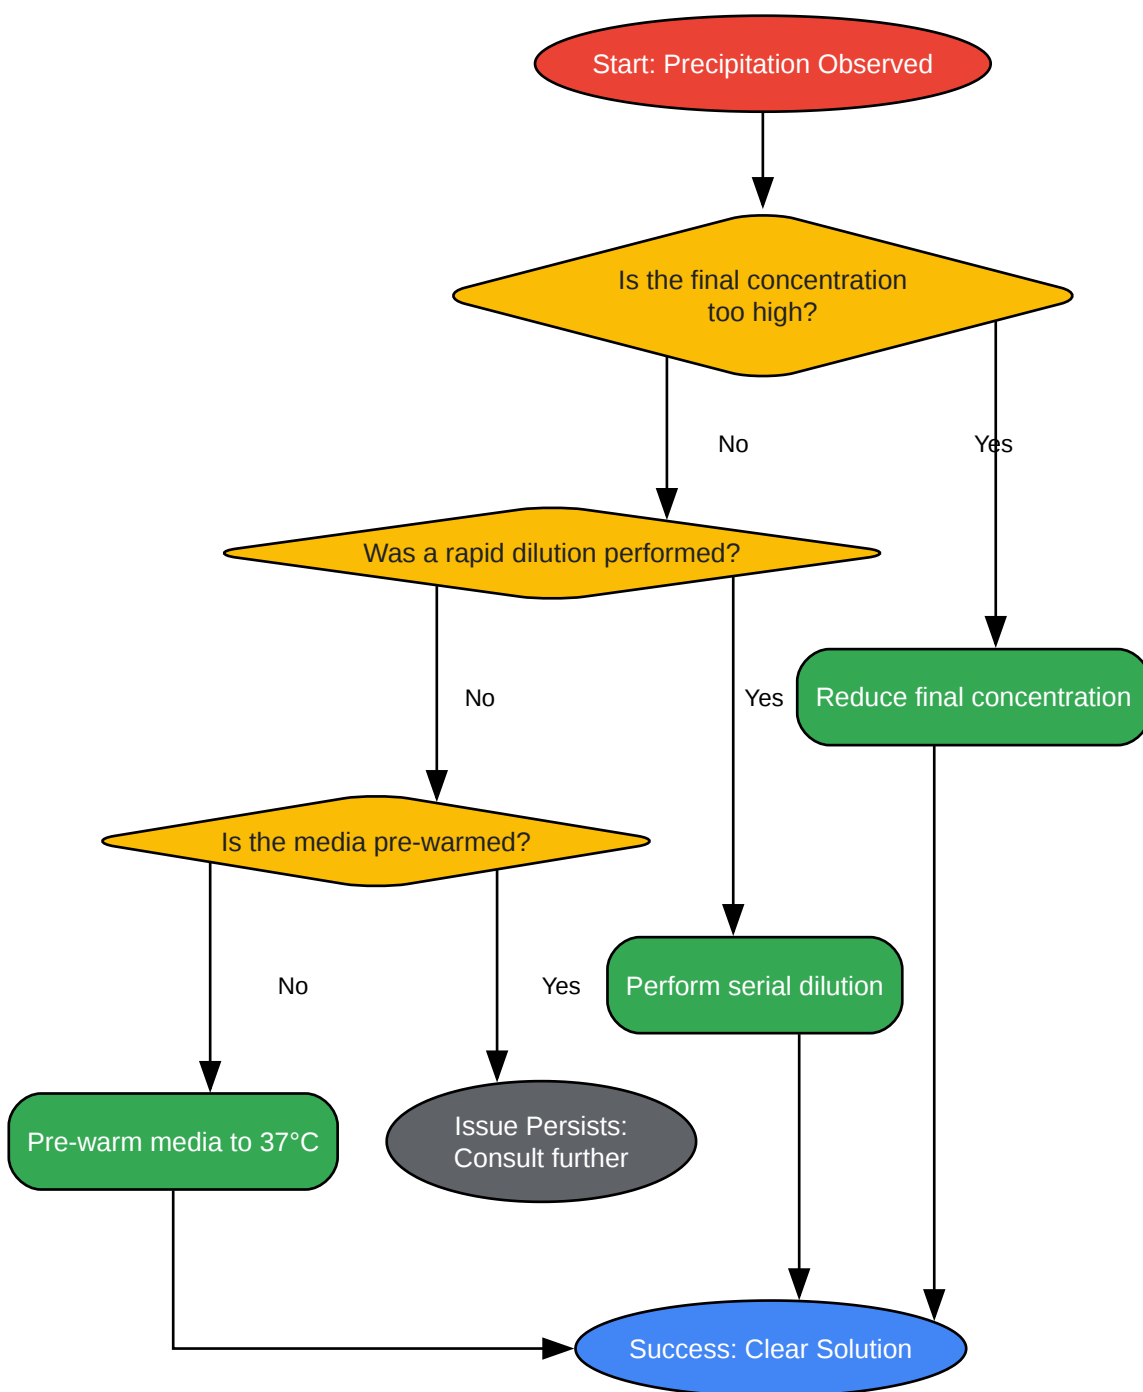 Start: Precipitation Observed
Is the final concentration
too high?
No
Yes
Was a rapid dilution performed?
No
Yes
Reduce final concentration
Is the media pre-warmed?
No
Yes
Perform serial dilution
Pre-warm media to 37°C
Issue Persists:
Consult further
Success: Clear Solution